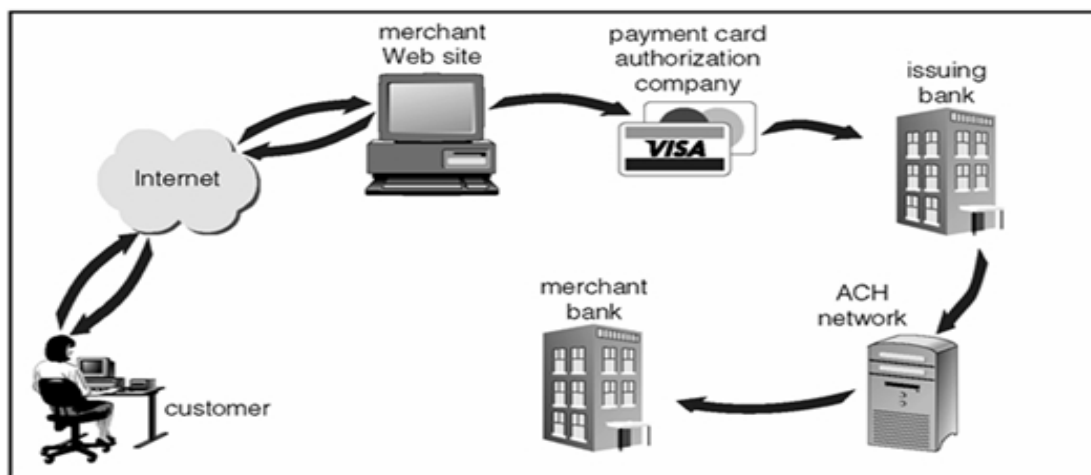 merchant
Web site
payment card
authorization
company
issuing
bank
VISA
Internet
ACH
network
merchant
bank
customer